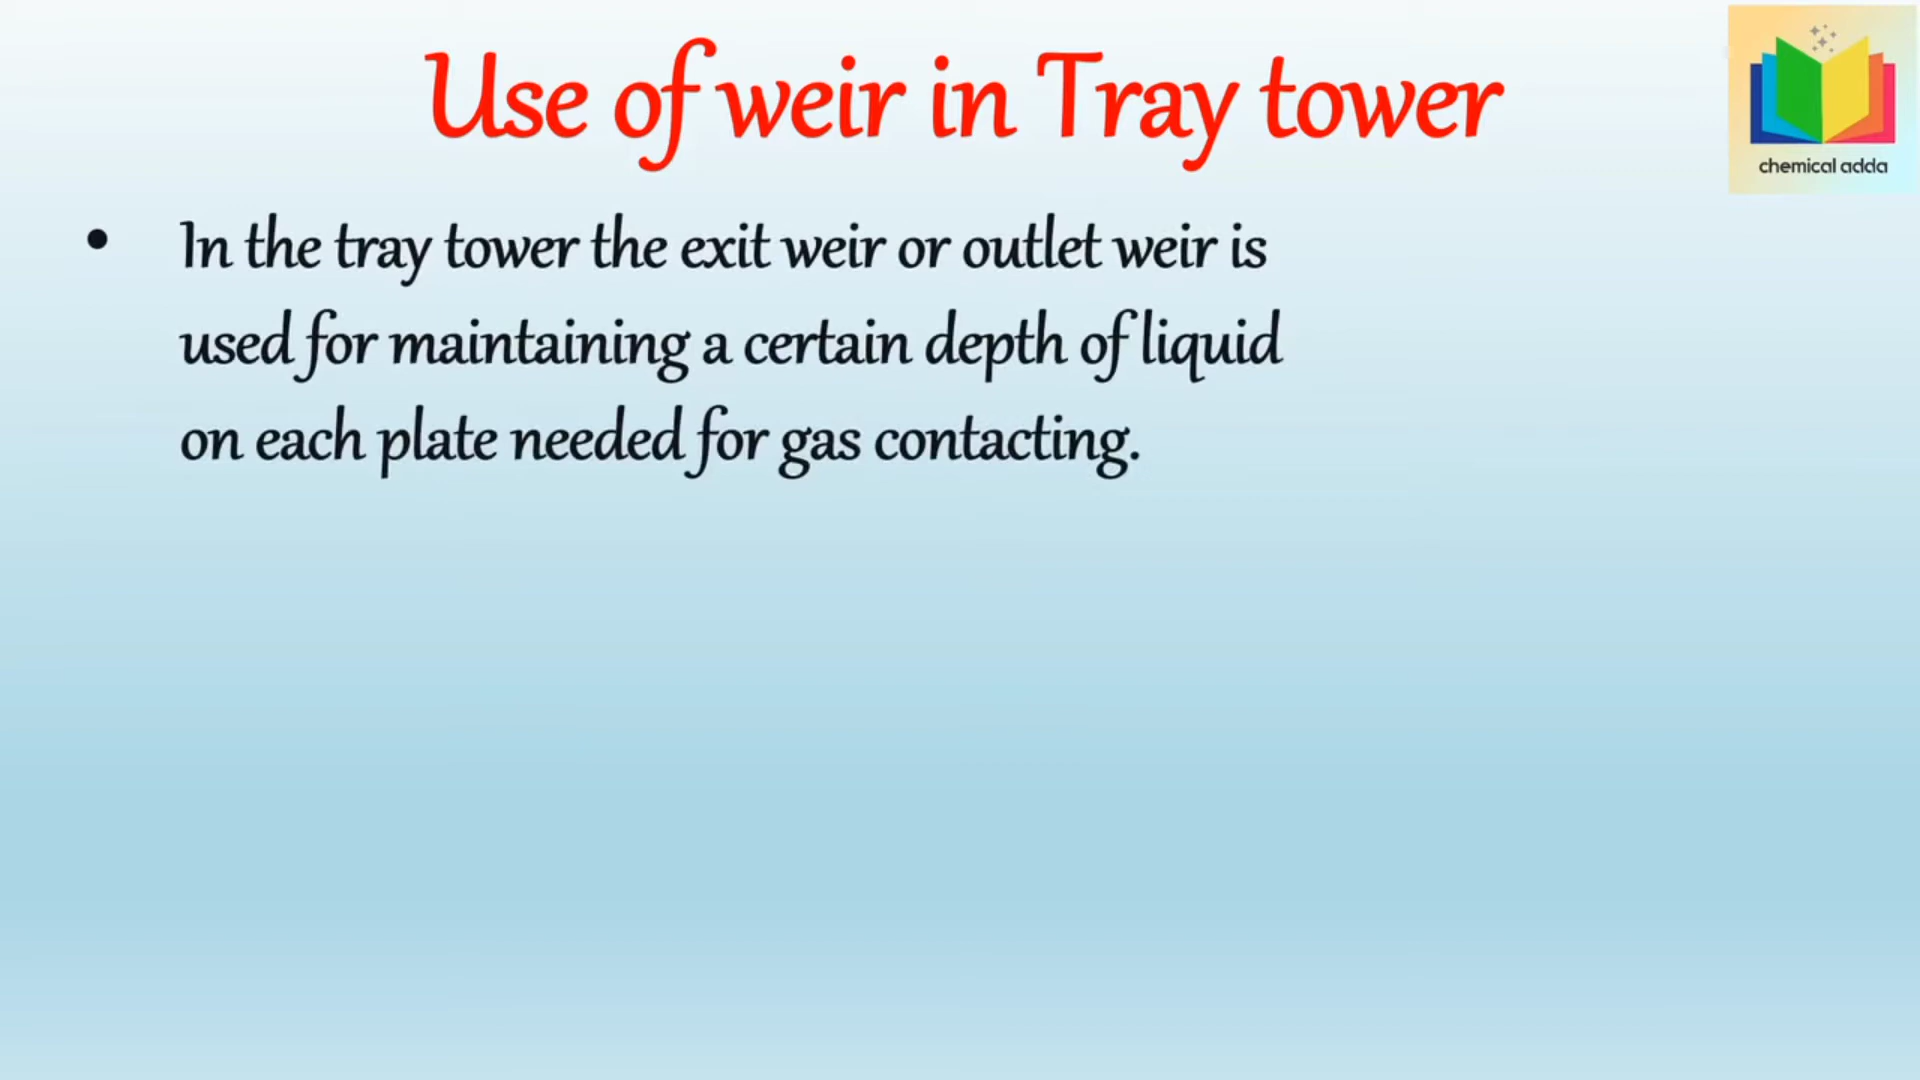 Use of weir in Tray tower
chemical adda
• In the tray tower the exit weir or outlet weir is
used for maintaining a certain depth of liquid
on each plate needed for gas contacting.